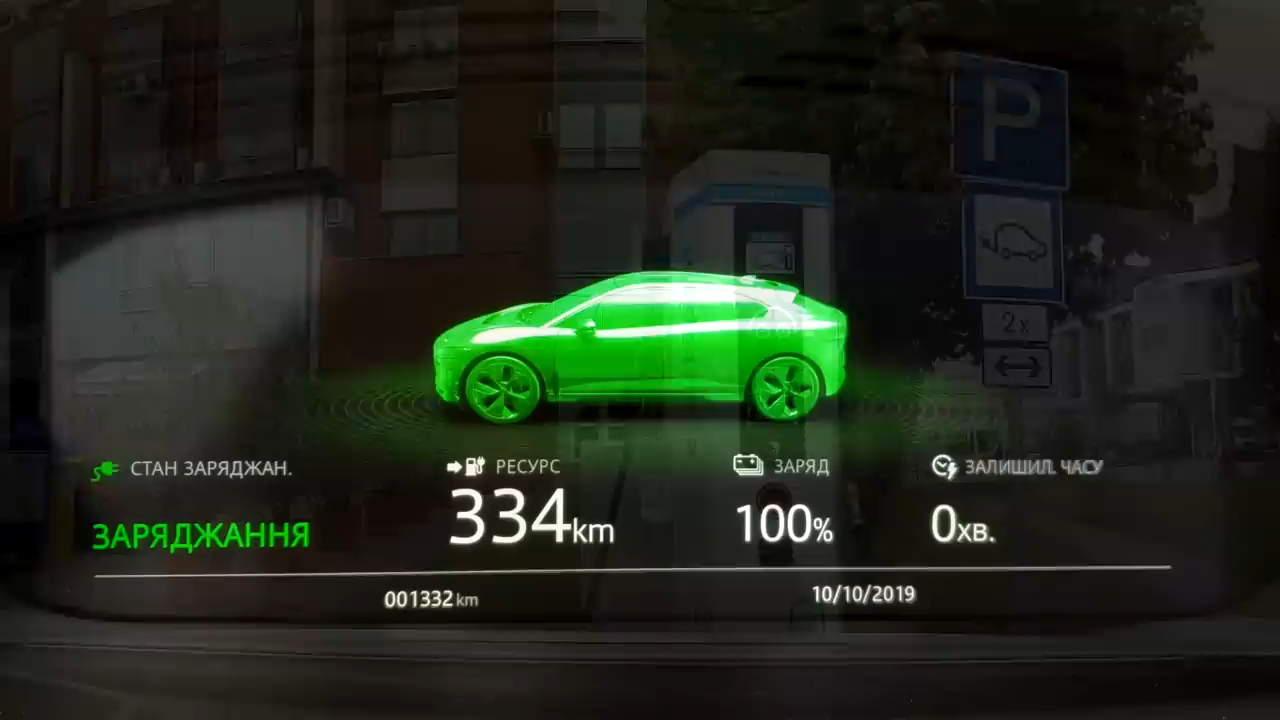 P
2x
СТАН ЗАРЯДЖАН.
РЕСУРС
ЗАРЯД
ЗАЛИШИЛ. ЧАСУ
ЗАРЯДЖАННЯ
334km
100%
0хв.
001332 km
10/10/2019